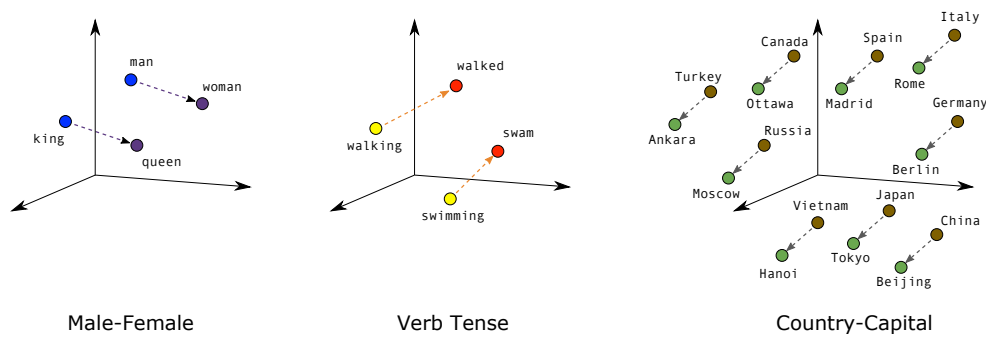 man
woman
king
queen
Male-Female
walked
walking
swam
swimming
Verb Tense
Italy
Spain
Canada
Rome
Turkey
Ottawa
Madrid
Germany
Russia
Ankara
Berlin
Moscow
Japan
Vietnam
China
Tokyo
Hanoi
Beijing
Country-Capital